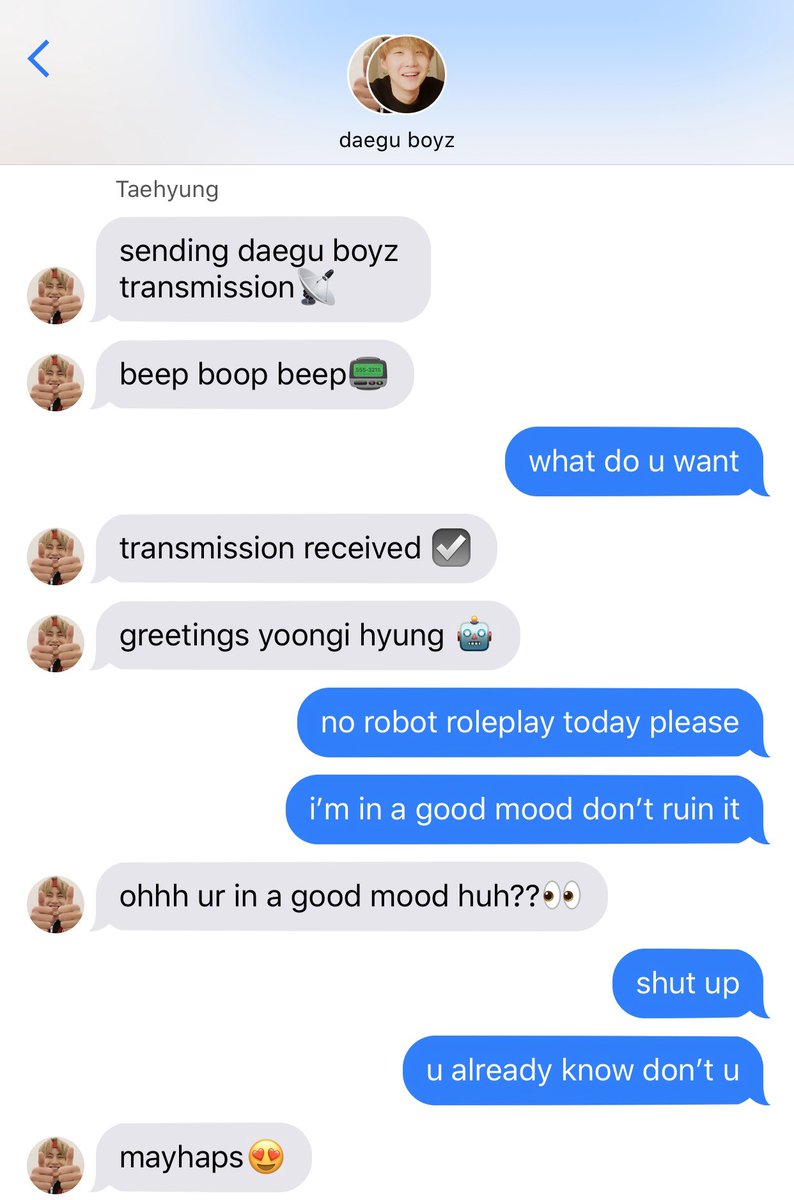 daegu boyz
Taehyung
sending daegu boyz
transmission📡
beep boop beep📟
what do u want
transmission received ☑️
greetings yoongi hyung 🤖
no robot roleplay today please
i’m in a good mood don’t ruin it
ohhh ur in a good mood huh??👀
shut up
u already know don’t u
mayhaps😍